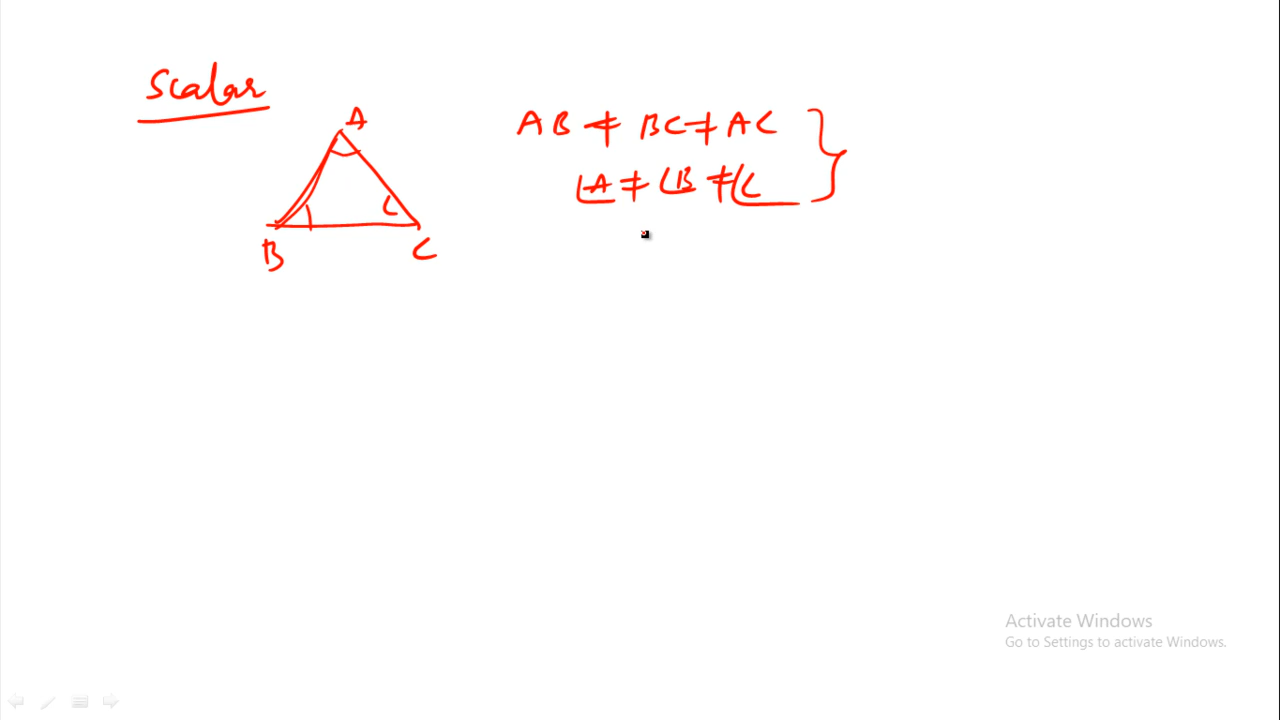 Scalar
A
AB ≠ BC ≠ AC
∠A ≠ ∠B ≠ ∠C
B
C
Activate Windows
Go to Settings to activate Windows.